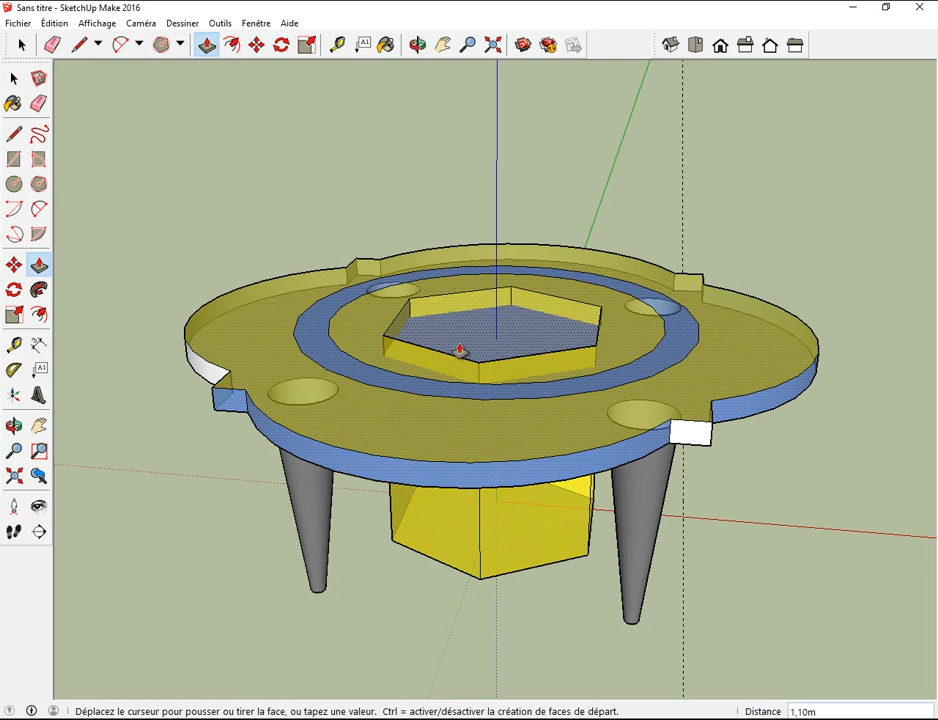 Sans titre - SketchUp Make 2016
Fichier Édition Affichage Caméra Dessiner Outils Fenêtre Aide
A1
A1
Déplacez le curseur pour pousser ou tirer la face, ou tapez une valeur. Ctrl = activer/désactiver la création de faces de départ. Distance 1,10m